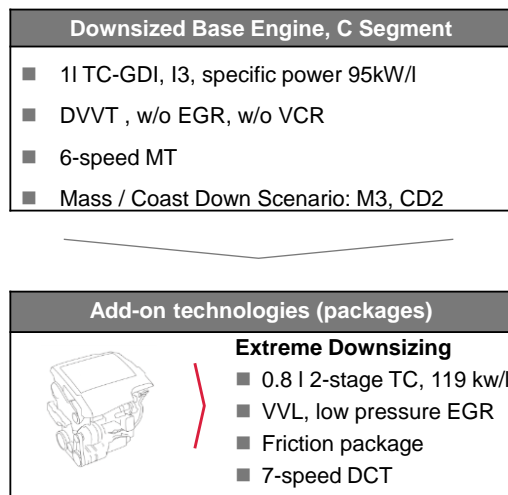 Downsized Base Engine, C Segment
1l TC-GDI, I3, specific power 95kW/l
DVVT , w/o EGR, w/o VCR
6-speed MT
Mass / Coast Down Scenario: M3, CD2
Add-on technologies (packages)
Extreme Downsizing
0.8 l 2-stage TC, 119 kw/l
VVL, low pressure EGR
Friction package
7-speed DCT